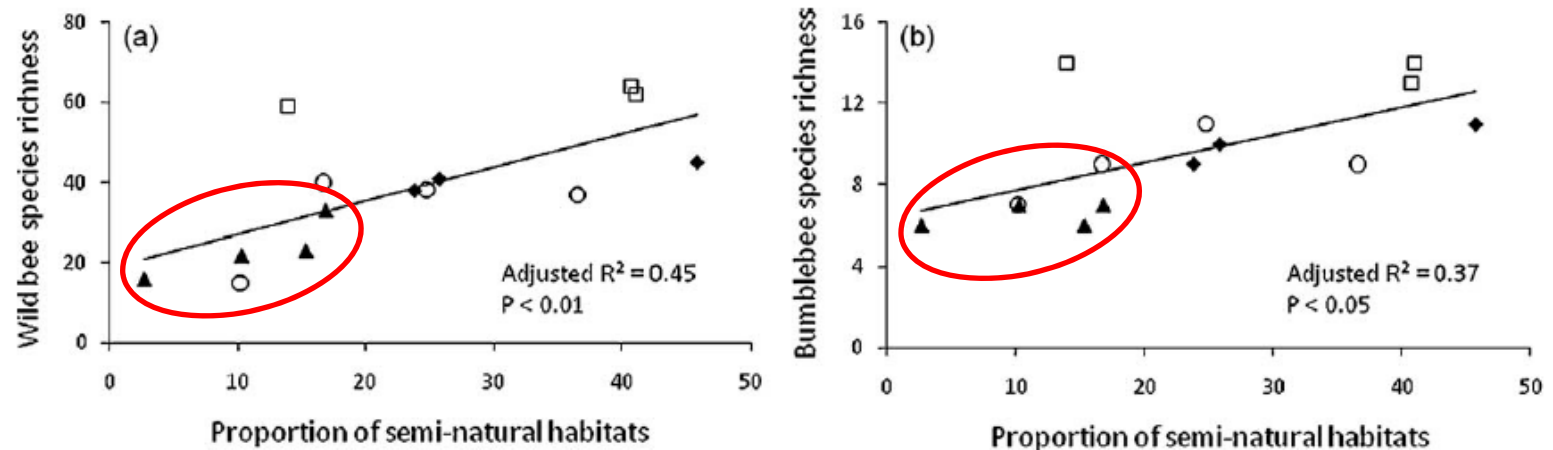 (a)
Wild bee species richness
80
60
40
20
0
Adjusted R² = 0.45
P < 0.01
0 10 20 30 40 50
Proportion of semi-natural habitats
(b)
Bumblebee species richness
16
12
8
4
0
Adjusted R² = 0.37
P < 0.05
0 10 20 30 40 50
Proportion of semi-natural habitats